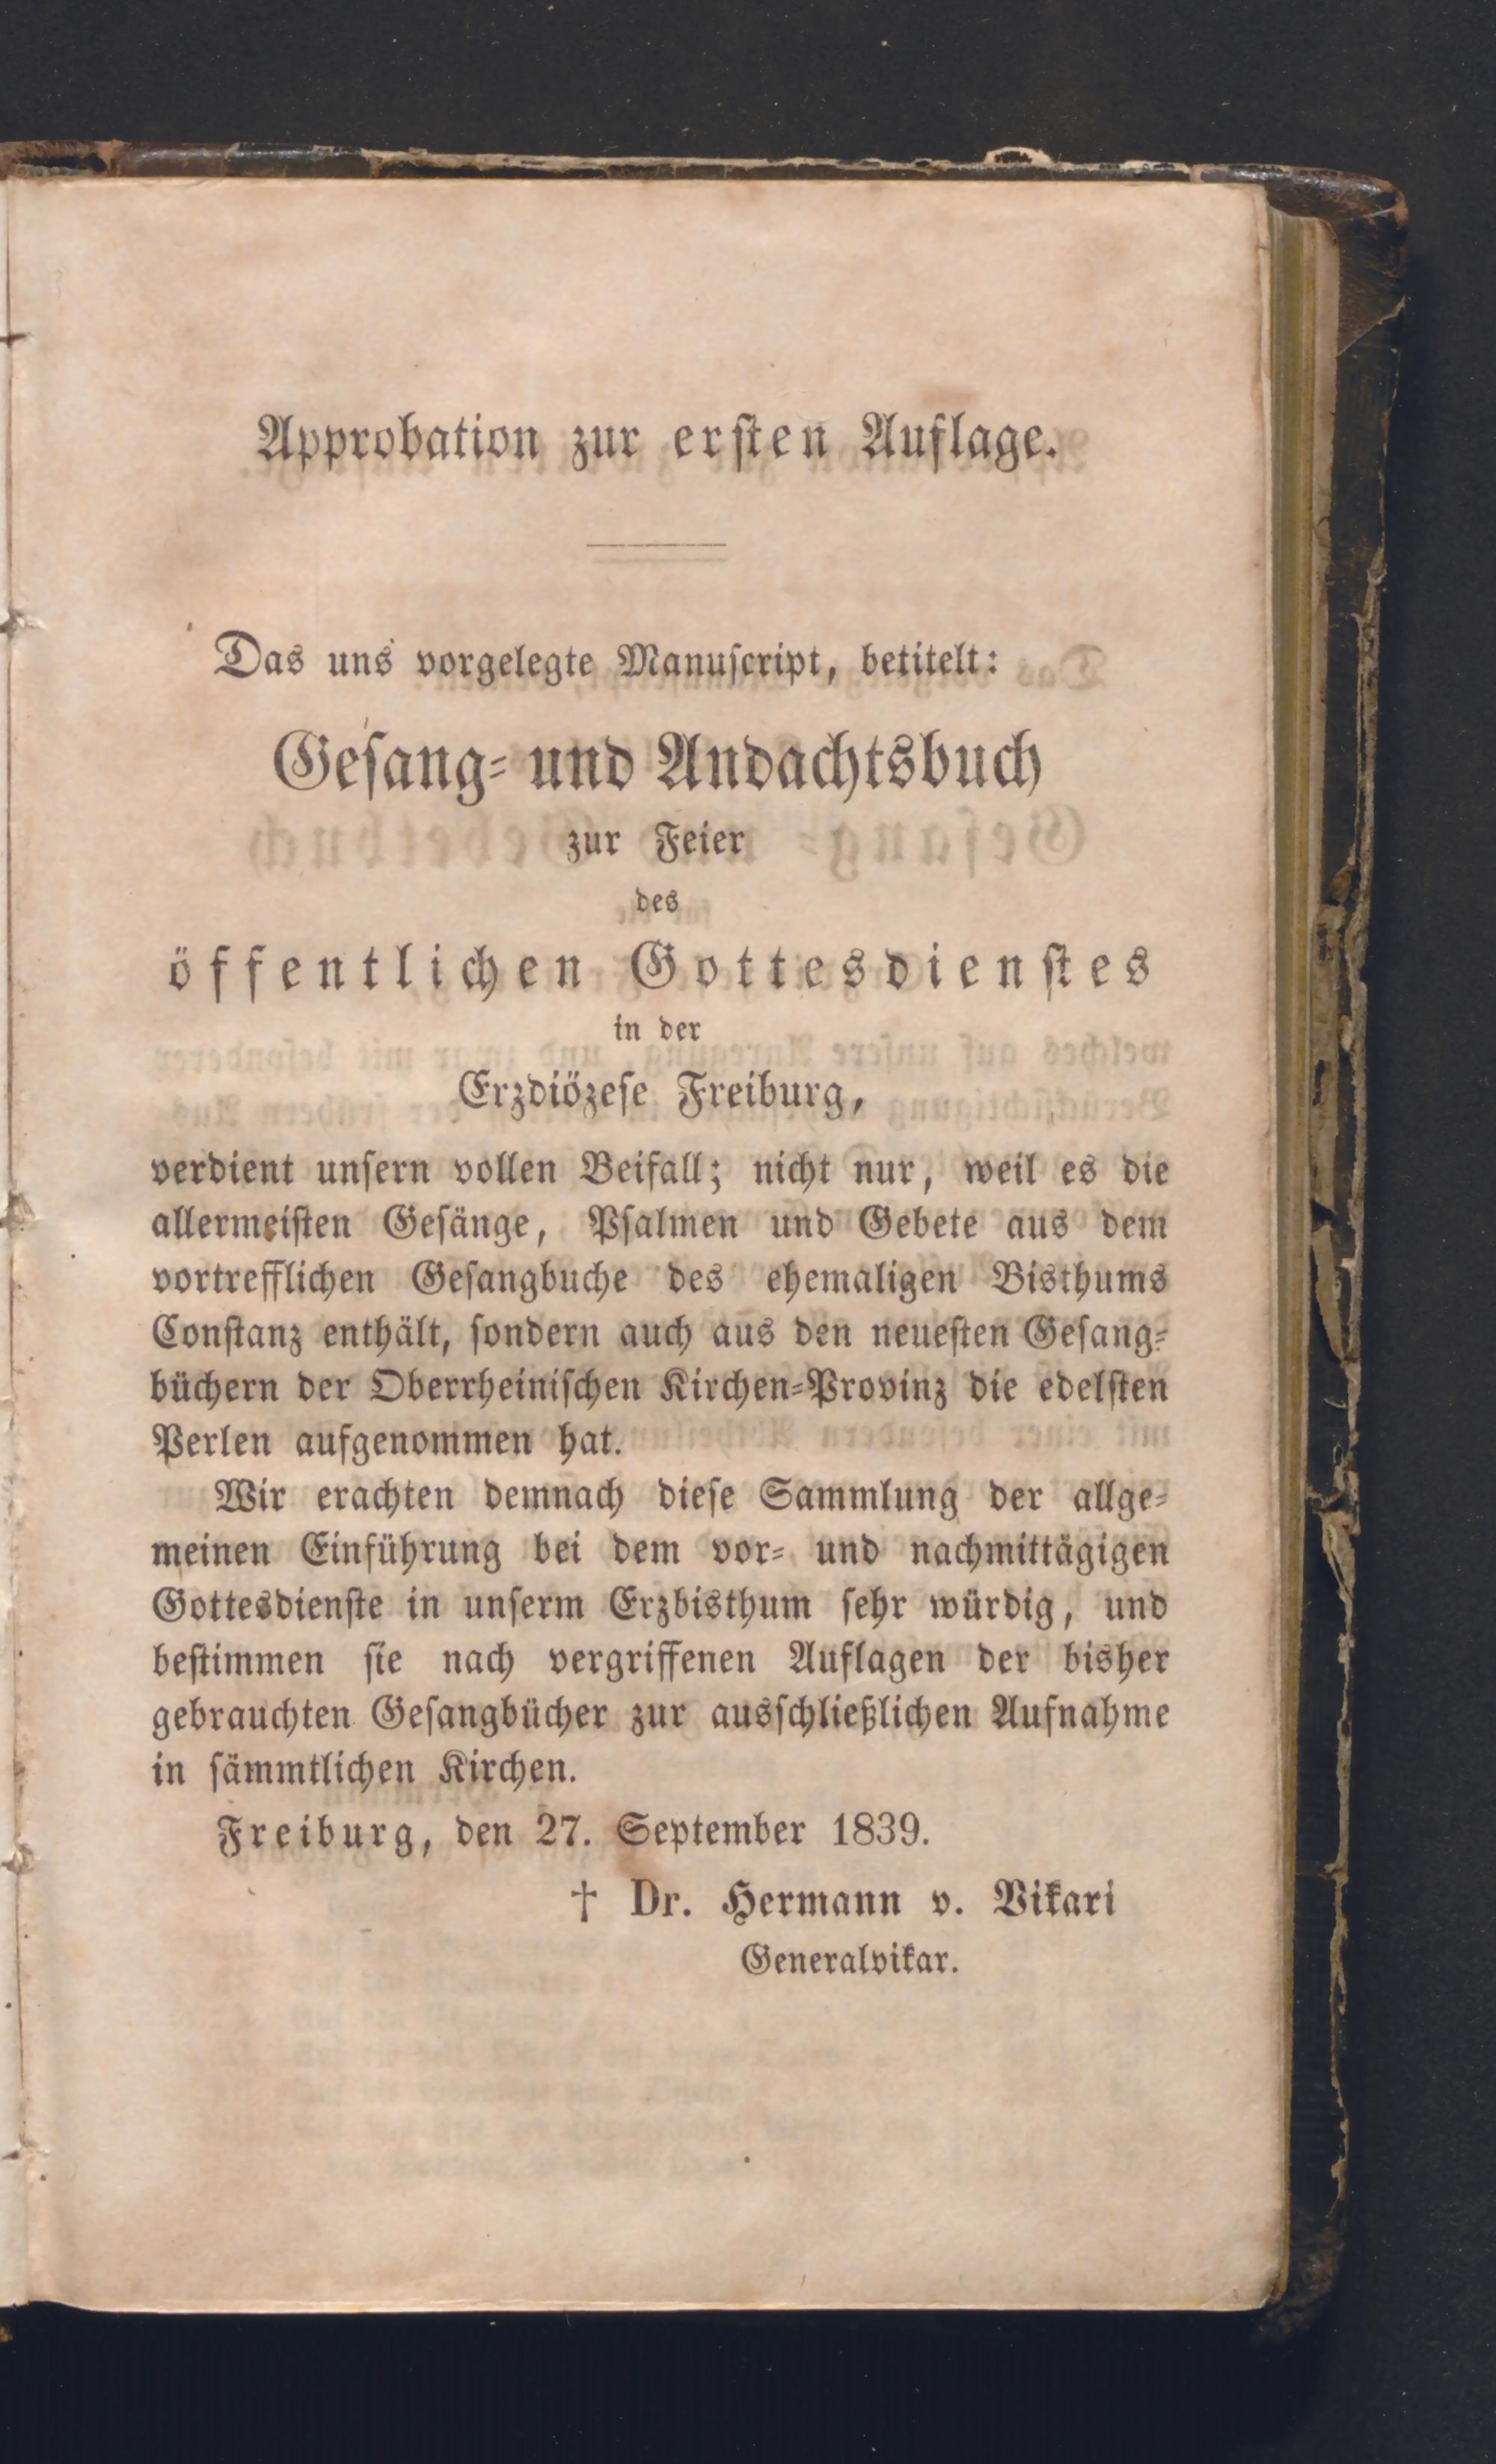 Approbation zur erſten Auflage.
Das uns vorgelegte Manuſcript, betitelt:
Geſang- und Andachtsbuch
zur Feier
des
öffentlichen Gottesdienſtes
in der
Erzdiözeſe Freiburg,
verdient unſern vollen Beifall; nicht nur, weil es die
allermeiſten Geſänge, Pſalmen und Gebete aus dem
vortrefflichen Geſangbuche des ehemaligen Bisthums
Conſtanz enthält, ſondern auch aus den neueſten Geſang-
büchern der Oberrheiniſchen Kirchen-Provinz die edelſten
Perlen aufgenommen hat.
Wir erachten demnach dieſe Sammlung der allge-
meinen Einführung bei dem vor- und nachmittägigen
Gottesdienſte in unſerm Erzbisthum ſehr würdig, und
beſtimmen ſie nach vergriffenen Auflagen der bisher
gebrauchten Geſangbücher zur ausſchließlichen Aufnahme
in ſämmtlichen Kirchen.
Freiburg, den 27. September 1839.
† Dr. Hermann v. Vikari
Generalvikar.